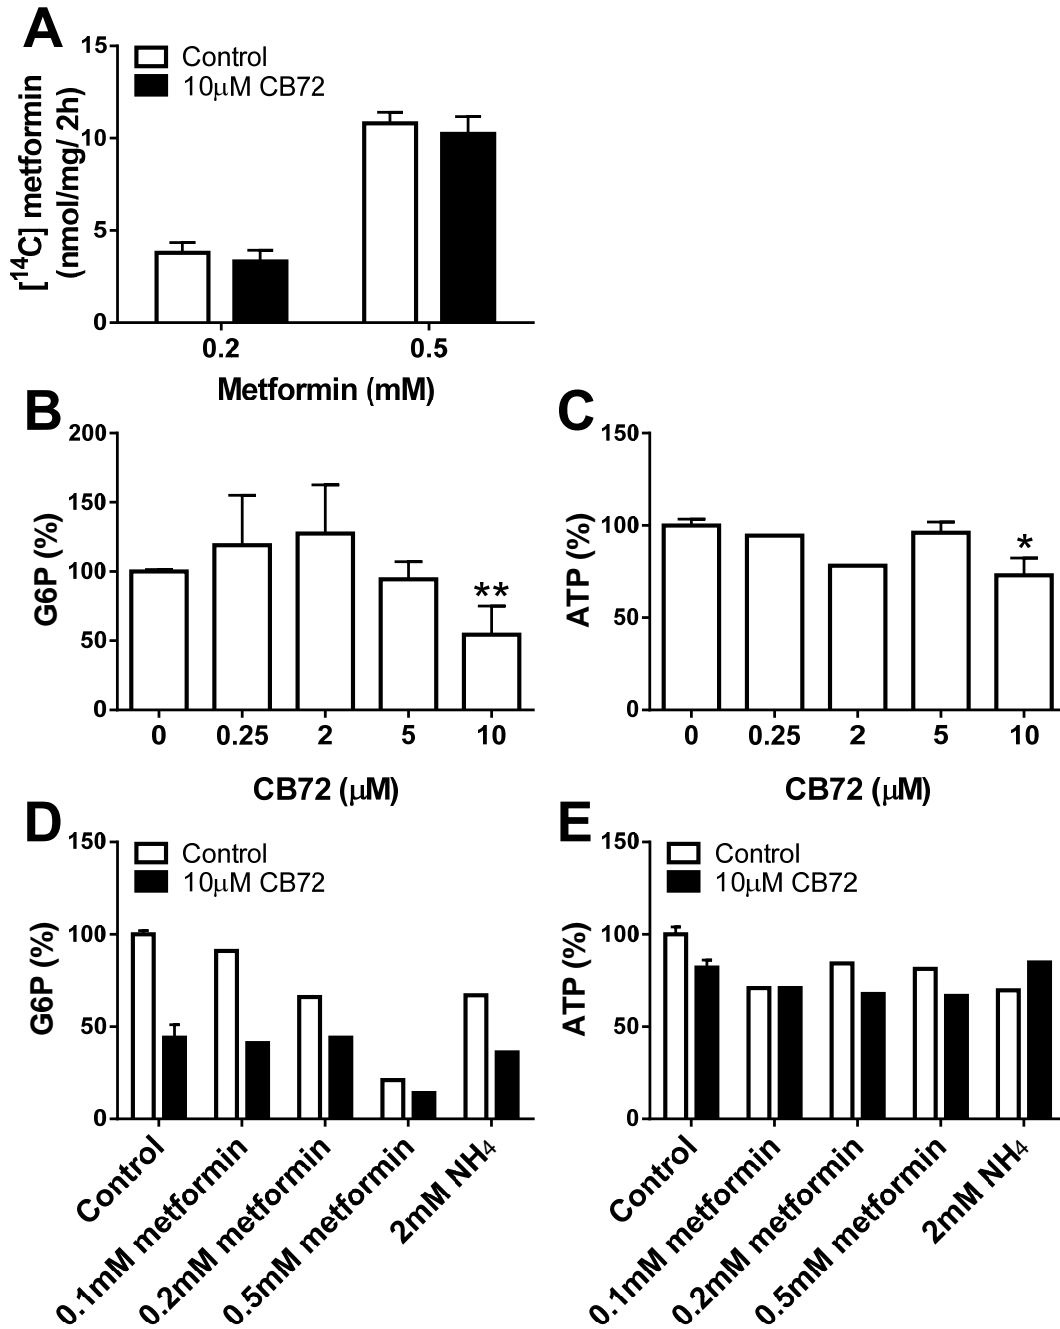 A
15
10
5
0
[¹⁴C] metformin
(nmol/mg/ 2h)
Control
10μM CB72
0.2 0.5
Metformin (mM)
B
200
150
100
50
0
G6P (%)
**
0 0.25 2 5 10
CB72 (μM)
C
150
100
50
0
ATP (%)
*
0 0.25 2 5 10
CB72 (μM)
D
150
100
50
0
G6P (%)
Control
10μM CB72
Control
0.1mM metformin
0.2mM metformin
0.5mM metformin
2mM NH₄
E
150
100
50
0
ATP (%)
Control
10μM CB72
Control
0.1mM metformin
0.2mM metformin
0.5mM metformin
2mM NH₄